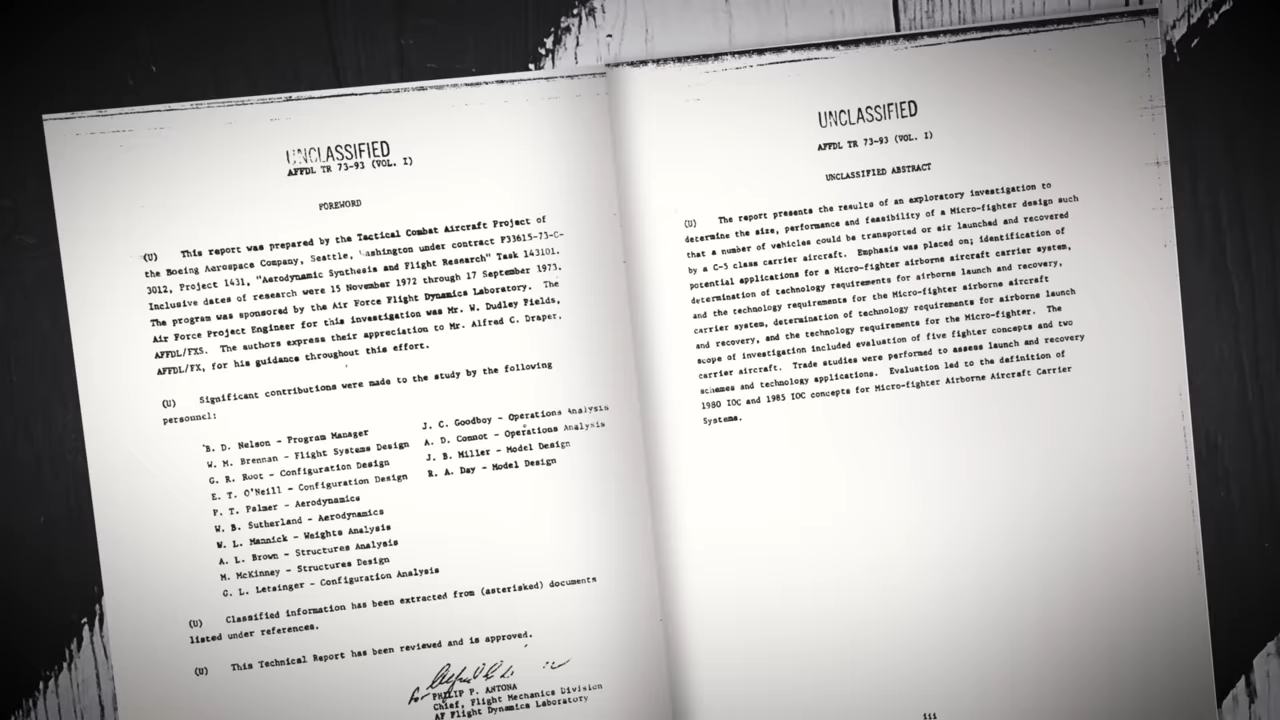 UNCLASSIFIED
AFFDL TR 73-93 (VOL. I)
FOREWORD
(U) This report was prepared by the Tactical Combat Aircraft Project of
the Boeing Aerospace Company, Seattle, Washington under contract F33615-73-C-
3012, Project 1431, "Aerodynamic Synthesis and Flight Research" Task 143101.
Inclusive dates of research were 15 November 1972 through 17 September 1973.
The program was sponsored by the Air Force Flight Dynamics Laboratory. The
Air Force Project Engineer for this investigation was Mr. W. Dudley Fields,
AFFDL/FXS. The authors express their appreciation to Mr. Alfred C. Draper,
AFFDL/FX, for his guidance throughout this effort.
(U) Significant contributions were made to the study by the following
personnel:
B. D. Nelson - Program Manager
W. M. Brennan - Flight Systems Design
G. R. Root - Configuration Design
E. T. O'Neill - Configuration Design
P. T. Palmer - Aerodynamics
W. B. Sutherland - Aerodynamics
W. L. Mannick - Weights Analysis
A. L. Brown - Structures Analysis
M. McKinney - Structures Design
G. L. Letsinger - Configuration Analysis
J. C. Goodboy - Operations Analysis
A. D. Connot - Operations Analysis
J. B. Miller - Model Design
R. A. Day - Model Design
(U) Classified information has been extracted from (asterisked) documents
listed under references.
(U) This Technical Report has been reviewed and is approved.
for
PHILIP P. ANTONA
Chief, Flight Mechanics Division
AF Flight Dynamics Laboratory
UNCLASSIFIED
AFFDL TR 73-93 (VOL. I)
UNCLASSIFIED ABSTRACT
(U) The report presents the results of an exploratory investigation to
determine the size, performance and feasibility of a Micro-fighter design such
that a number of vehicles could be transported or air launched and recovered
by a C-5 class carrier aircraft. Emphasis was placed on; identification of
potential applications for a Micro-fighter airborne aircraft carrier system,
determination of technology requirements for airborne launch and recovery,
and the technology requirements for the Micro-fighter airborne aircraft
carrier system, determination of technology requirements for airborne launch
and recovery, and the technology requirements for the Micro-fighter. The
scope of investigation included evaluation of five fighter concepts and two
carrier aircraft. Trade studies were performed to assess launch and recovery
schemes and technology applications. Evaluation led to the definition of
1980 IOC and 1985 IOC concepts for Micro-fighter Airborne Aircraft Carrier
Systems.
iii